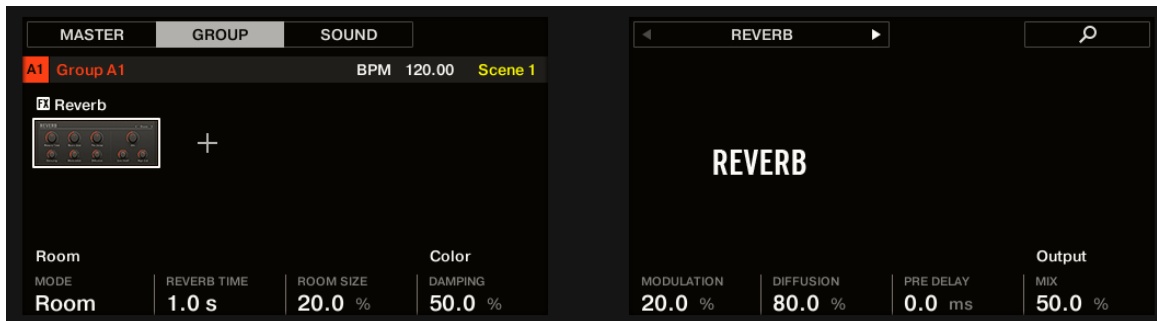 MASTER GROUP SOUND
A1 Group A1 BPM 120.00 Scene 1
FX Reverb
REVERB
Room Color
MODE REVERB TIME ROOM SIZE DAMPING
Room 1.0 s 20.0 % 50.0 %
REVERB
REVERB
Output
MODULATION DIFFUSION PRE DELAY MIX
20.0 % 80.0 % 0.0 ms 50.0 %